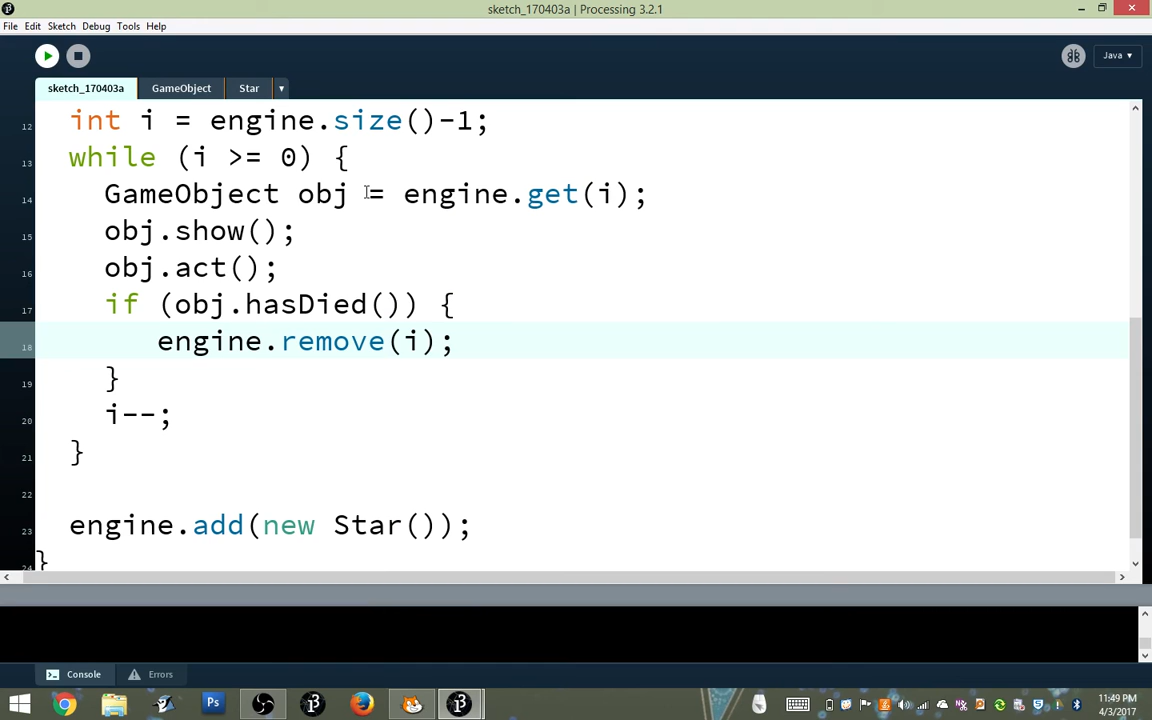 sketch_170403a | Processing 3.2.1
File Edit Sketch Debug Tools Help
Java ▾
sketch_170403a GameObject Star ▾
12 int i = engine.size()-1;
13 while (i >= 0) {
14 GameObject obj = engine.get(i);
15 obj.show();
16 obj.act();
17 if (obj.hasDied()) {
18 engine.remove(i);
19 }
20 i--;
21 }
22
23 engine.add(new Star());
24 }
Console Errors
Ps
11:49 PM
4/3/2017